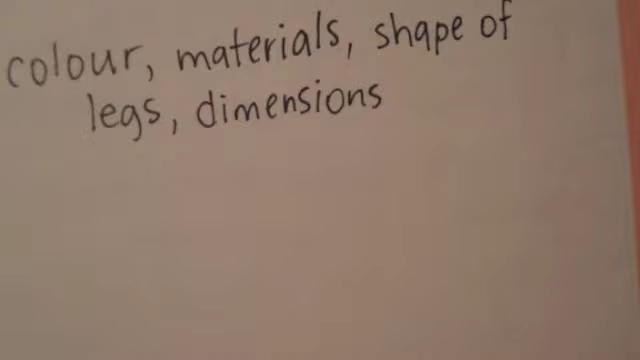 colour, materials, shape of
legs, dimensions